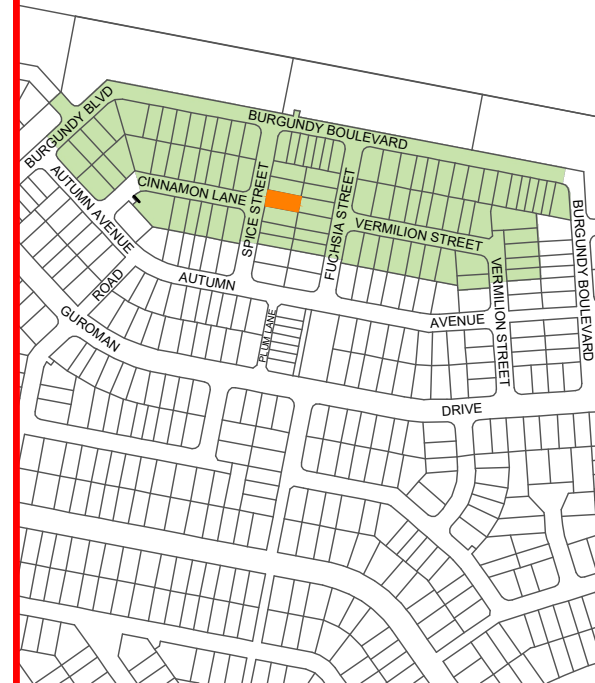 BURGUNDY BLVD
BURGUNDY BOULEVARD
CINNAMON LANE
SPICE STREET
FUCHSIA STREET
VERMILION STREET
AUTUMN AVENUE
BURGUNDY BOULEVARD
VERMILION STREET
ROAD
AUTUMN
AVENUE
PLUM LANE
GUROMAN
DRIVE